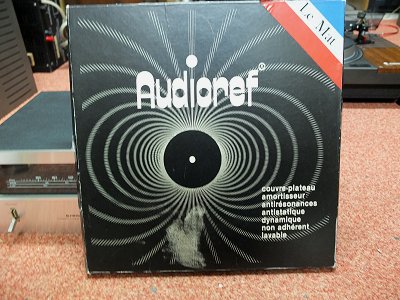 Le Mat
Audioref
couvre-plateau
amortisseur
antirésonances
antistatique
dynamique
non adhérent
lavable